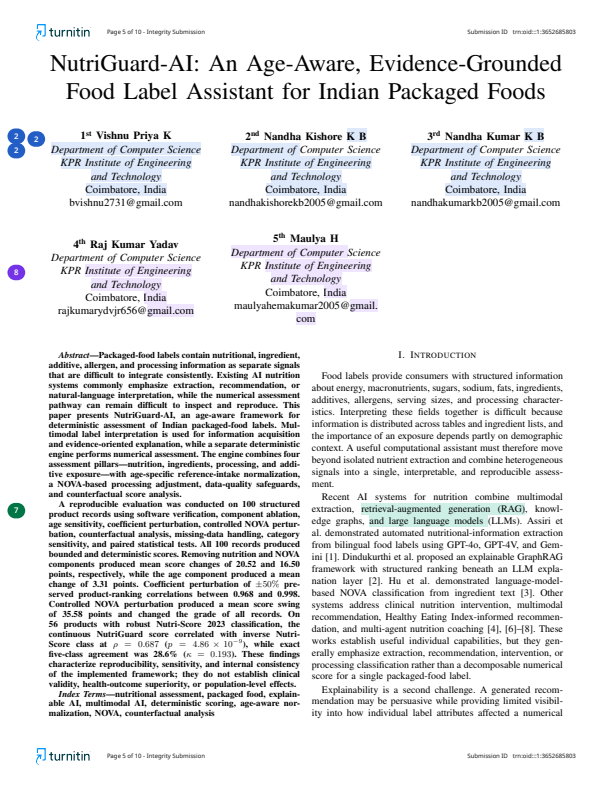 turnitin Page 5 of 10 - Integrity Submission Submission ID trn:oid:::1:3652685803
NutriGuard-AI: An Age-Aware, Evidence-Grounded
Food Label Assistant for Indian Packaged Foods
2 2 2
1st Vishnu Priya K
Department of Computer Science
KPR Institute of Engineering
and Technology
Coimbatore, India
bvishnu2731@gmail.com
2nd Nandha Kishore K B
Department of Computer Science
KPR Institute of Engineering
and Technology
Coimbatore, India
nandhakishorekb2005@gmail.com
3rd Nandha Kumar K B
Department of Computer Science
KPR Institute of Engineering
and Technology
Coimbatore, India
nandhakumarkb2005@gmail.com
8
4th Raj Kumar Yadav
Department of Computer Science
KPR Institute of Engineering
and Technology
Coimbatore, India
rajkumarydvjr656@gmail.com
5th Maulya H
Department of Computer Science
KPR Institute of Engineering
and Technology
Coimbatore, India
maulyahemakumar2005@gmail.
com
Abstract—Packaged-food labels contain nutritional, ingredient,
additive, allergen, and processing information as separate signals
that are difficult to integrate consistently. Existing AI nutrition
systems commonly emphasize extraction, recommendation, or
natural-language interpretation, while the numerical assessment
pathway can remain difficult to inspect and reproduce. This
paper presents NutriGuard-AI, an age-aware framework for
deterministic assessment of Indian packaged-food labels. Mul-
timodal label interpretation is used for information acquisition
and evidence-oriented explanation, while a separate deterministic
engine performs numerical assessment. The engine combines four
assessment pillars—nutrition, ingredients, processing, and addi-
tive exposure—with age-specific reference-intake normalization,
a NOVA-based processing adjustment, data-quality safeguards,
and counterfactual score analysis.
7
A reproducible evaluation was conducted on 100 structured
product records using software verification, component ablation,
age sensitivity, coefficient perturbation, controlled NOVA pertur-
bation, counterfactual analysis, missing-data handling, category
sensitivity, and paired statistical tests. All 100 records produced
bounded and deterministic scores. Removing nutrition and NOVA
components produced mean score changes of 20.52 and 16.50
points, respectively, while the age component produced a mean
change of 3.31 points. Coefficient perturbation of ±50% pre-
served product-ranking correlations between 0.968 and 0.998.
Controlled NOVA perturbation produced a mean score swing
of 35.58 points and changed the grade of all records. On
56 products with robust Nutri-Score 2023 classification, the
continuous NutriGuard score correlated with inverse Nutri-
Score class at ρ = 0.687 (p = 4.86 × 10⁻⁹), while exact
five-class agreement was 28.6% (κ = 0.193). These findings
characterize reproducibility, sensitivity, and internal consistency
of the implemented framework; they do not establish clinical
validity, health-outcome superiority, or population-level effects.
Index Terms—nutritional assessment, packaged food, explain-
able AI, multimodal AI, deterministic scoring, age-aware nor-
malization, NOVA, counterfactual analysis
I. INTRODUCTION
Food labels provide consumers with structured information
about energy, macronutrients, sugars, sodium, fats, ingredients,
additives, allergens, serving sizes, and processing character-
istics. Interpreting these fields together is difficult because
information is distributed across tables and ingredient lists, and
the importance of an exposure depends partly on demographic
context. A useful computational assistant must therefore move
beyond isolated nutrient extraction and combine heterogeneous
signals into a single, interpretable, and reproducible assess-
ment.
Recent AI systems for nutrition combine multimodal
extraction, retrieval-augmented generation (RAG), knowl-
edge graphs, and large language models (LLMs). Assiri et
al. demonstrated automated nutritional-information extraction
from bilingual food labels using GPT-4o, GPT-4V, and Gem-
ini [1]. Dindukurthi et al. proposed an explainable GraphRAG
framework with structured ranking beneath an LLM expla-
nation layer [2]. Hu et al. demonstrated language-model-
based NOVA classification from ingredient text [3]. Other
systems address clinical nutrition intervention, multimodal
recommendation, Healthy Eating Index-informed recommen-
dation, and multi-agent nutrition coaching [4], [6]–[8]. These
works establish useful individual capabilities, but they gen-
erally emphasize extraction, recommendation, intervention, or
processing classification rather than a decomposable numerical
score for a single packaged-food label.
Explainability is a second challenge. A generated recom-
mendation may be persuasive while providing limited visibil-
ity into how individual label attributes affected a numerical
turnitin Page 5 of 10 - Integrity Submission Submission ID trn:oid:::1:3652685803